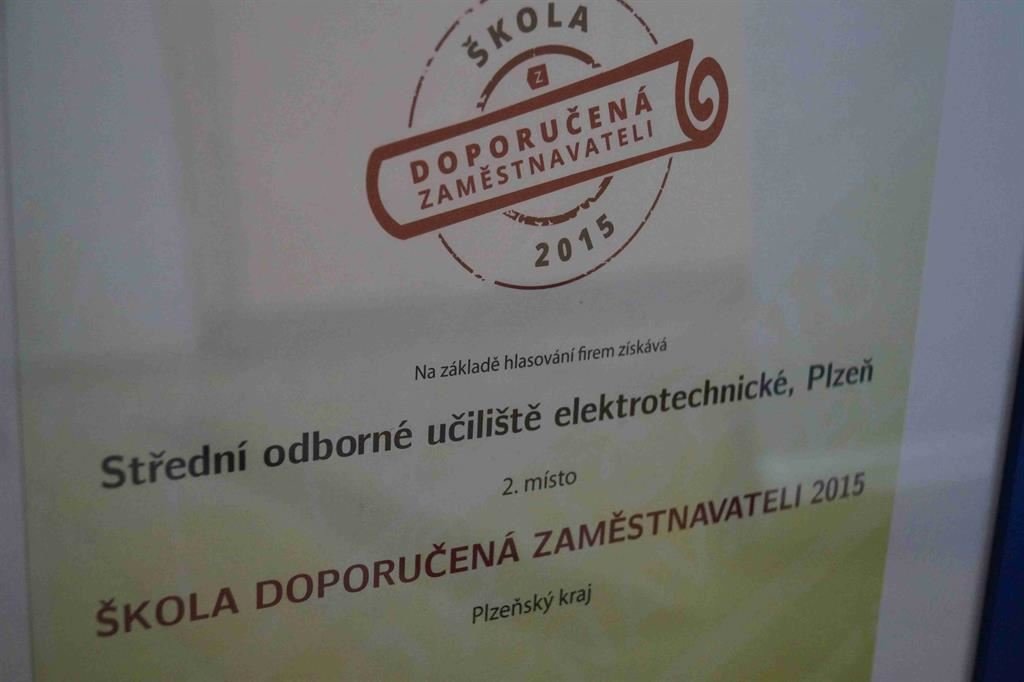 ŠKOLA
Z
DOPORUČENÁ
ZAMĚSTNAVATELI
2015
Na základě hlasování firem získává
Střední odborné učiliště elektrotechnické, Plzeň
2. místo
ŠKOLA DOPORUČENÁ ZAMĚSTNAVATELI 2015
Plzeňský kraj